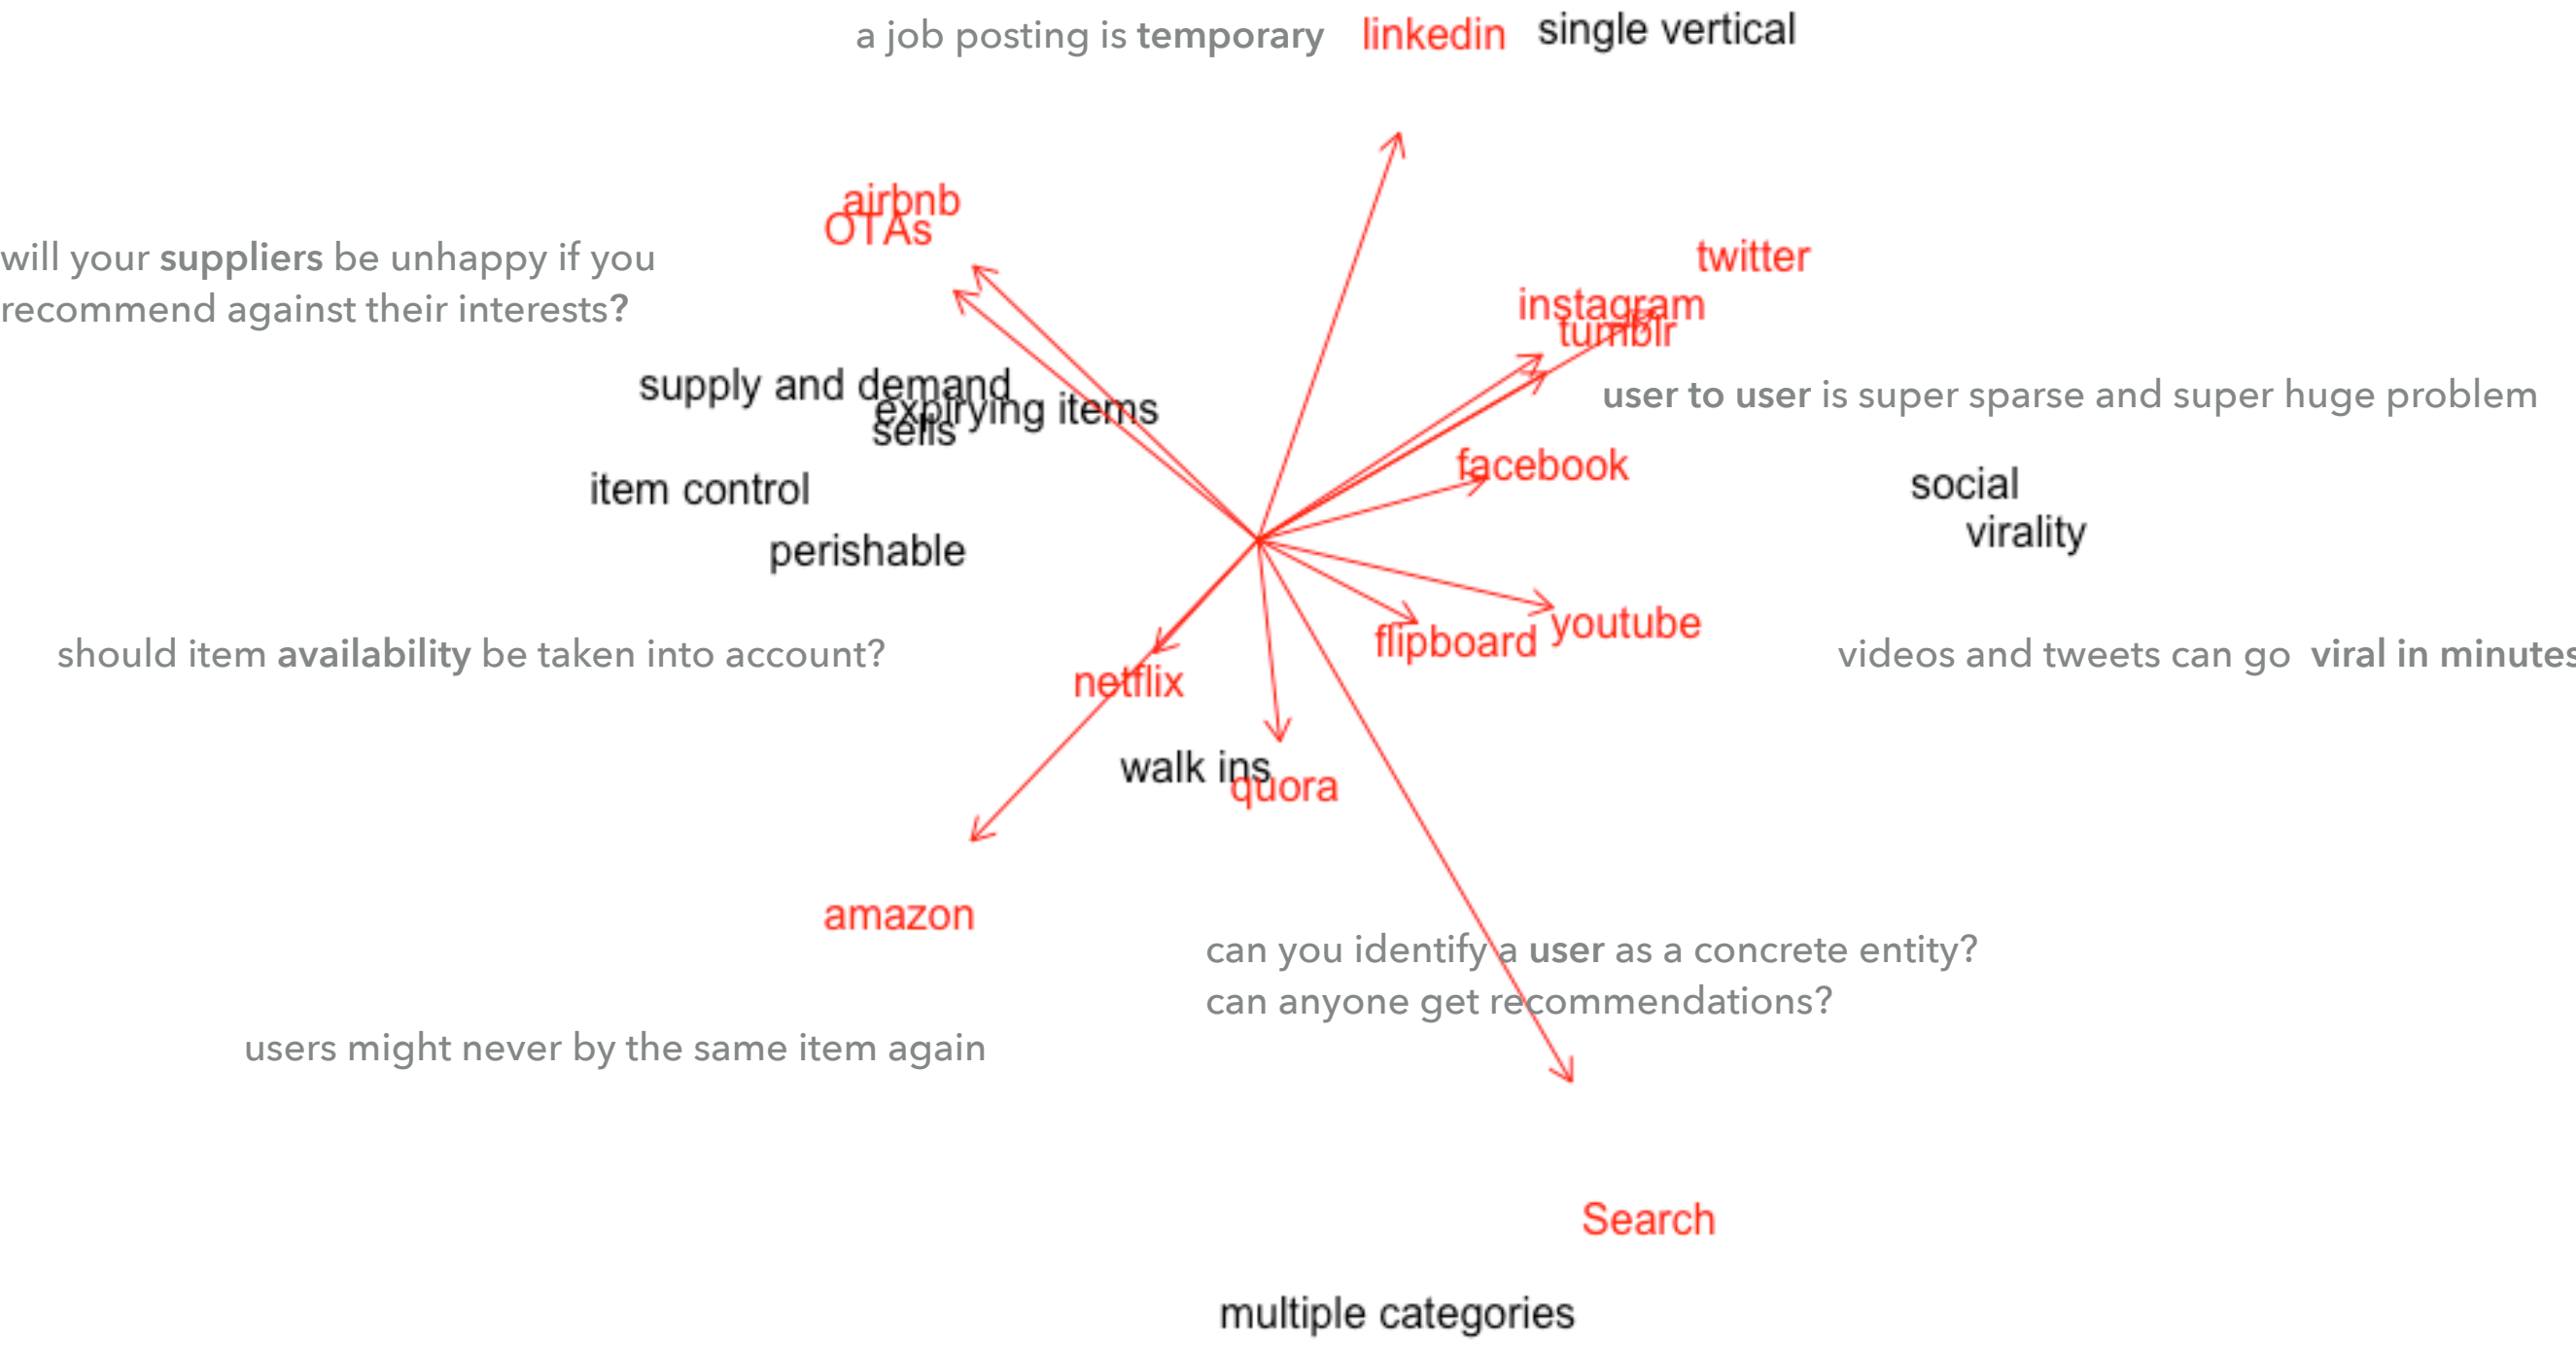 a job posting is temporary
linkedin
single vertical
airbnb
OTAs
twitter
will your suppliers be unhappy if you
recommend against their interests?
instagram
tumblr
supply and demand
expirying items
sells
user to user is super sparse and super huge problem
facebook
item control
social
virality
perishable
should item availability be taken into account?
youtube
flipboard
videos and tweets can go viral in minutes
netflix
walk ins
quora
amazon
can you identify a user as a concrete entity?
can anyone get recommendations?
users might never by the same item again
Search
multiple categories